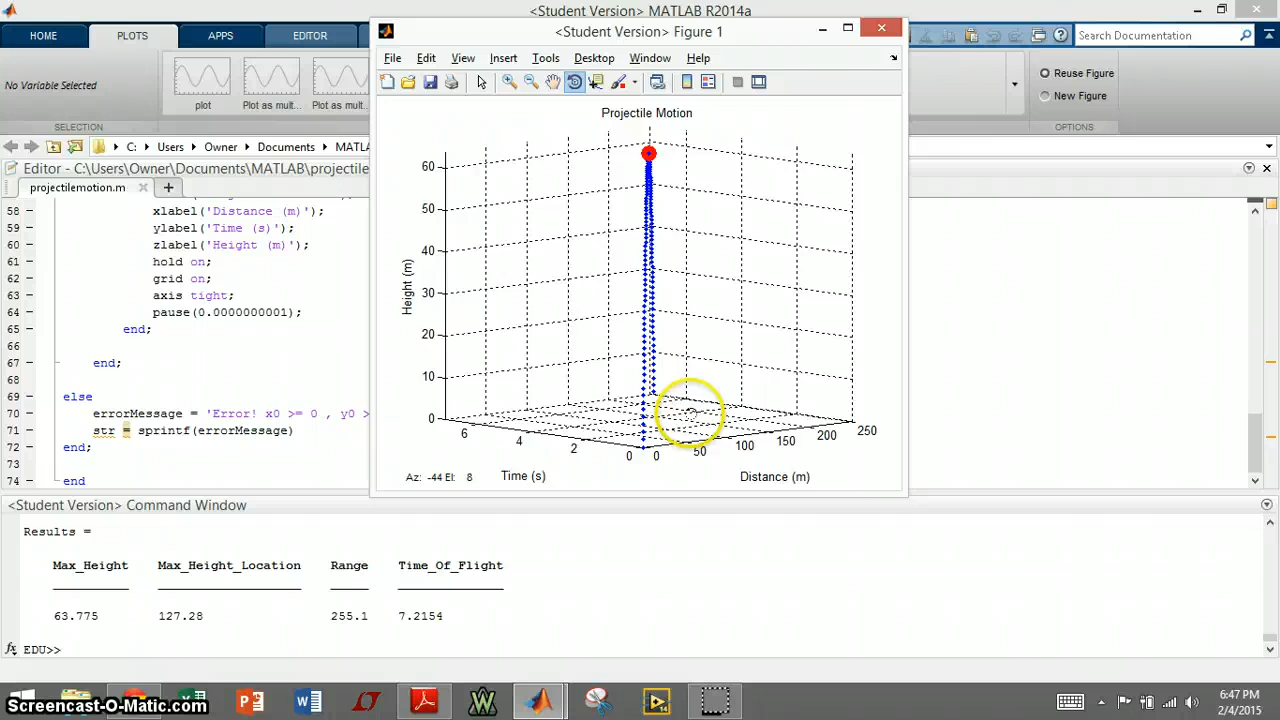 <Student Version> MATLAB R2014a
HOME
PLOTS
APPS
EDITOR
Search Documentation
No Variable Selected
plot
Plot as mult...
Plot as mult...
Reuse Figure
New Figure
SELECTION
OPTIONS
C:
Users
Owner
Documents
MATL
Editor - C:\Users\Owner\Documents\MATLAB\projectile
projectilemotion.m
58 xlabel('Distance (m)');
59 ylabel('Time (s)');
60 zlabel('Height (m)');
61 hold on;
62 grid on;
63 axis tight;
64 pause(0.0000000001);
65 end;
66
67 end;
68
69 else
70 errorMessage = 'Error! x0 >= 0 , y0 >
71 str = sprintf(errorMessage)
72 end;
73
74 end
<Student Version> Figure 1
File Edit View Insert Tools Desktop Window Help
Projectile Motion
60
50
40
30
20
10
0
Height (m)
6 4 2 0
0 50 100 150 200 250
Az: -44 El: 8
Time (s)
Distance (m)
<Student Version> Command Window
Results =
Max_Height Max_Height_Location Range Time_Of_Flight
63.775 127.28 255.1 7.2154
fx EDU>>
Screencast-O-Matic.com
6:47 PM
2/4/2015